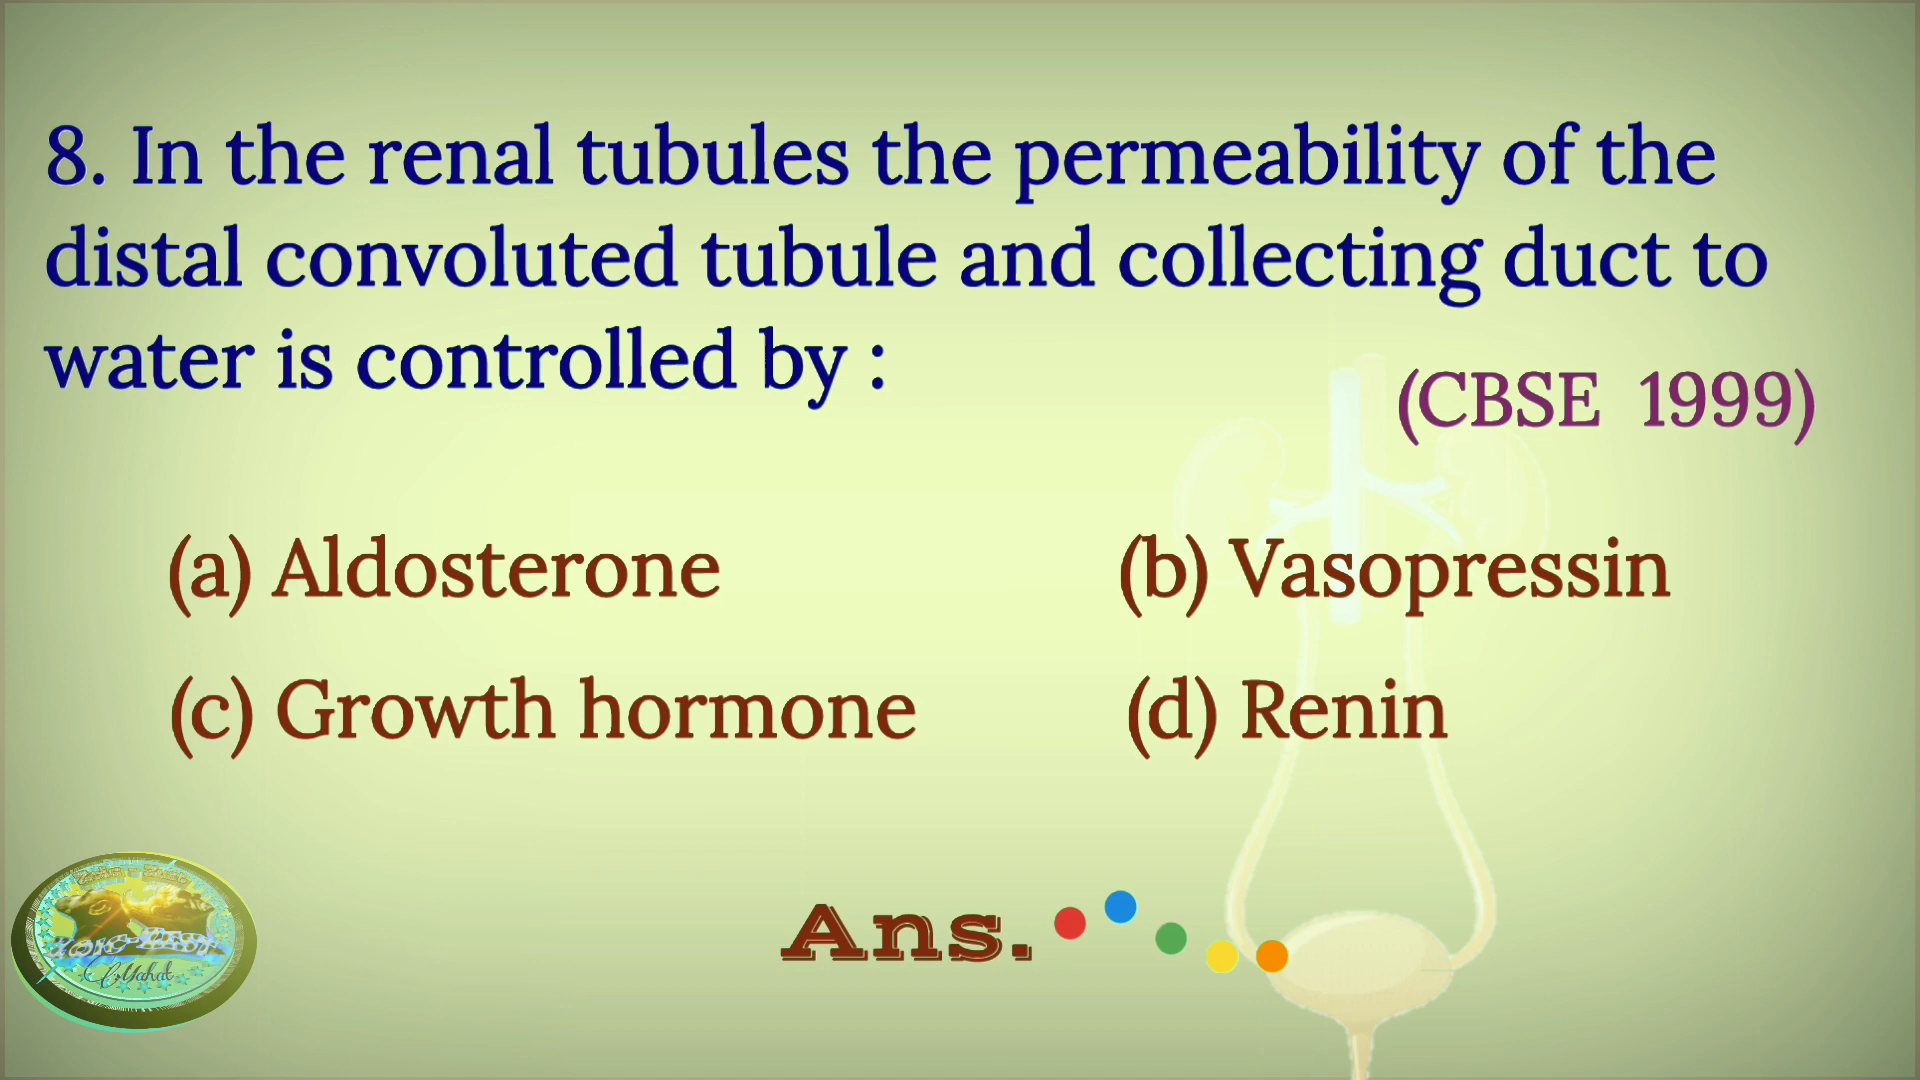 8. In the renal tubules the permeability of the
distal convoluted tubule and collecting duct to
water is controlled by :
(CBSE 1999)
(a) Aldosterone (b) Vasopressin
(c) Growth hormone (d) Renin
Ans.
Mahat